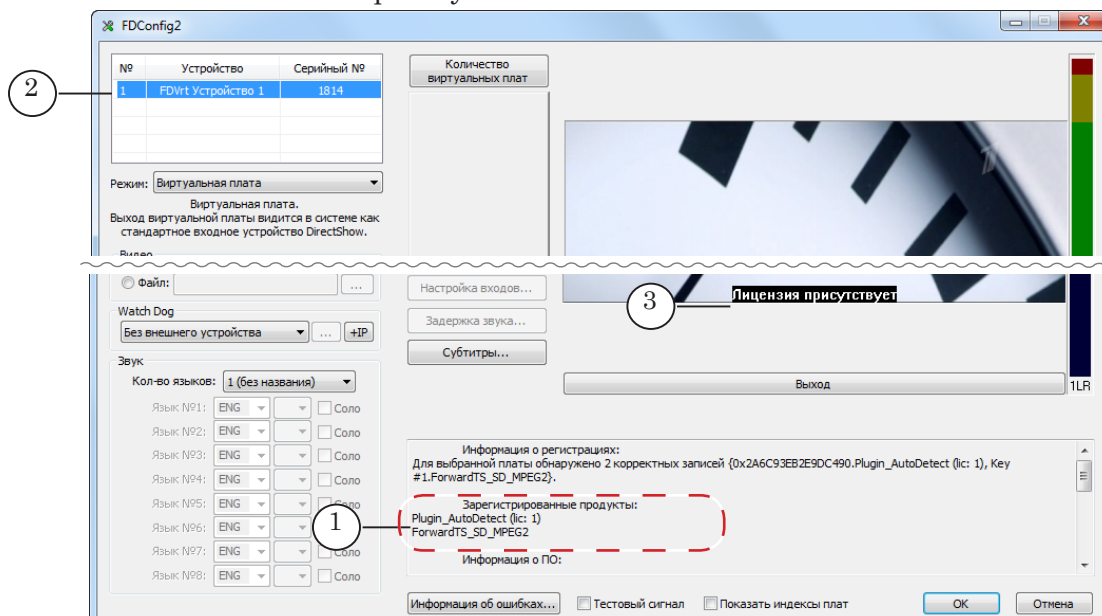 FDConfig2
№ Устройство Серийный №
1 FDVrt Устройство 1 1814
2
Режим: Виртуальная плата
Виртуальная плата.
Выход виртуальной платы видится в системе как
стандартное входное устройство DirectShow.
Видео
Количество
виртуальных плат
Файл: ...
Watch Dog
Без внешнего устройства ... +IP
Звук
Кол-во языков: 1 (без названия)
Язык №1: ENG Соло
Язык №2: ENG Соло
Язык №3: ENG Соло
Язык №4: ENG Соло
Язык №5: ENG Соло
Язык №6: ENG Соло
Язык №7: ENG Соло
Язык №8: ENG Соло
Настройка входов...
Задержка звука...
Субтитры...
3
Лицензия присутствует
Выход
1LR
Информация о регистрациях:
Для выбранной платы обнаружено 2 корректных записей {0x2A6C93EB2E9DC490.Plugin_AutoDetect (lic: 1), Key
#1.ForwardTS_SD_MPEG2}.
Зарегистрированные продукты:
1
Plugin_AutoDetect (lic: 1)
ForwardTS_SD_MPEG2
Информация о ПО:
Информация об ошибках... Тестовый сигнал Показать индексы плат OK Отмена